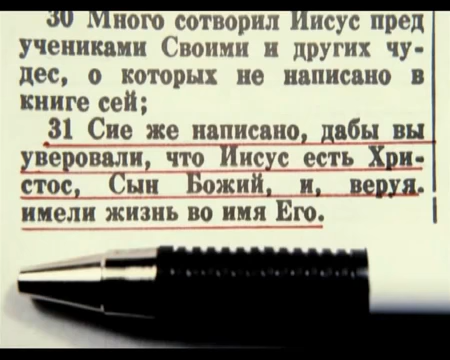 30 Много сотворил Иисус пред
учениками Своими и других чу-
дес, о которых не написано в
книге сей;
31 Сие же написано, дабы вы
уверовали, что Иисус есть Хри-
стос, Сын Божий, и, веруя,
имели жизнь во имя Его.